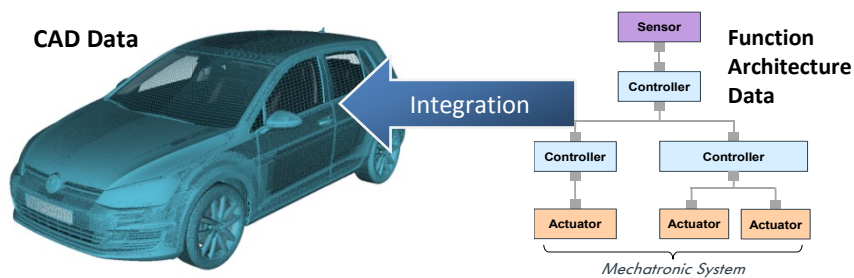 CAD Data
Sensor
Function
Architecture
Data
Controller
Integration
Controller
Controller
Actuator
Actuator
Actuator
Mechatronic System